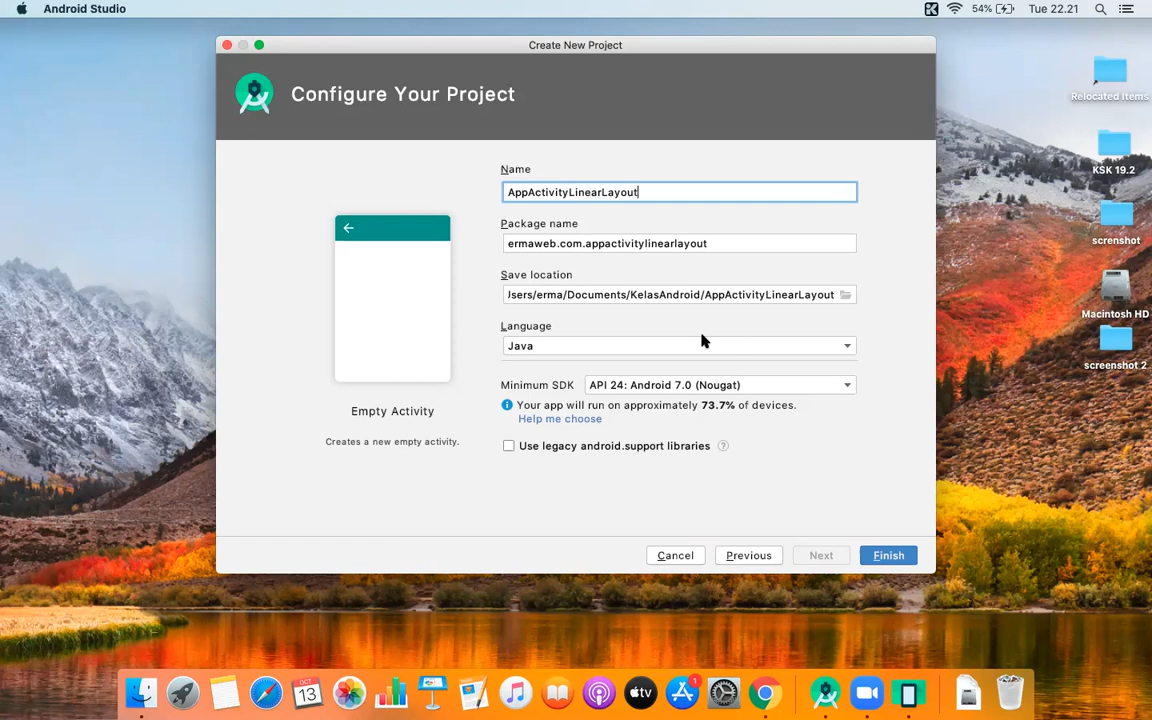 Android Studio
54%
Tue 22.21
Create New Project
Configure Your Project
Relocated Items
KSK 19.2
screnshot
Macintosh HD
screenshot 2
Name
AppActivityLinearLayout
Package name
ermaweb.com.appactivitylinearlayout
Save location
Jsers/erma/Documents/KelasAndroid/AppActivityLinearLayout
Language
Java
Minimum SDK
API 24: Android 7.0 (Nougat)
Your app will run on approximately 73.7% of devices.
Help me choose
Use legacy android.support libraries ?
Empty Activity
Creates a new empty activity.
Cancel
Previous
Next
Finish
OCT
13
tv
1